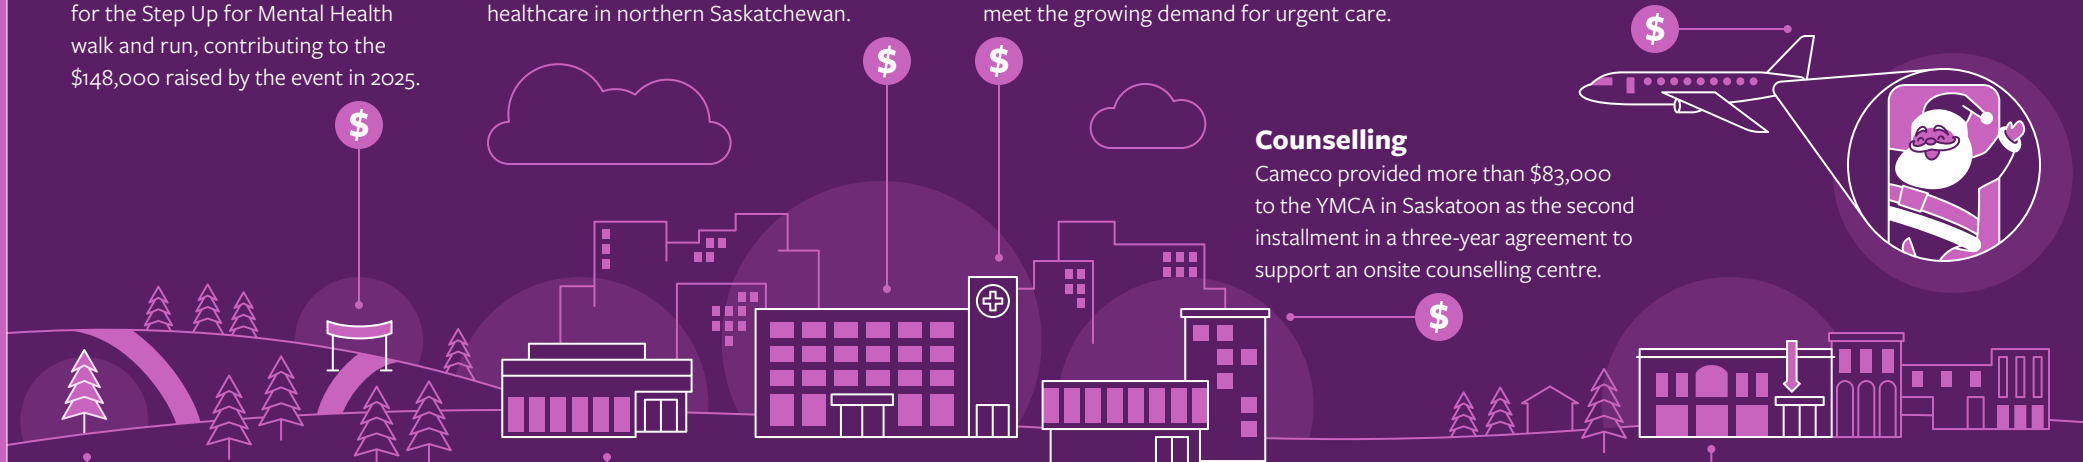 for the Step Up for Mental Health
walk and run, contributing to the
$148,000 raised by the event in 2025.
healthcare in northern Saskatchewan.
meet the growing demand for urgent care.
$
$
$
$
Counselling
Cameco provided more than $83,000
to the YMCA in Saskatoon as the second
installment in a three-year agreement to
support an onsite counselling centre.
$